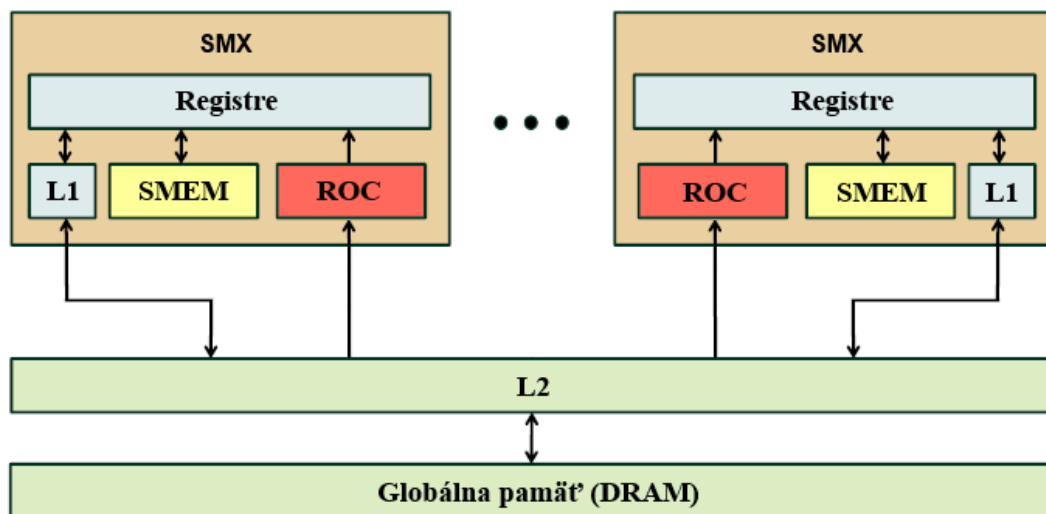 SMX
Registre
L1
SMEM
ROC
SMX
Registre
ROC
SMEM
L1
L2
Globálna pamäť (DRAM)